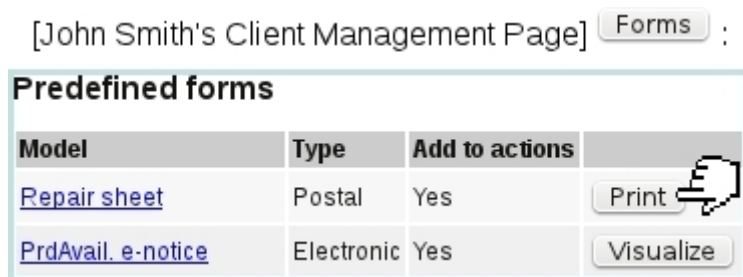 [John Smith's Client Management Page] Forms :
Predefined forms
Model Type Add to actions
Repair sheet Postal Yes Print
PrdAvail. e-notice Electronic Yes Visualize